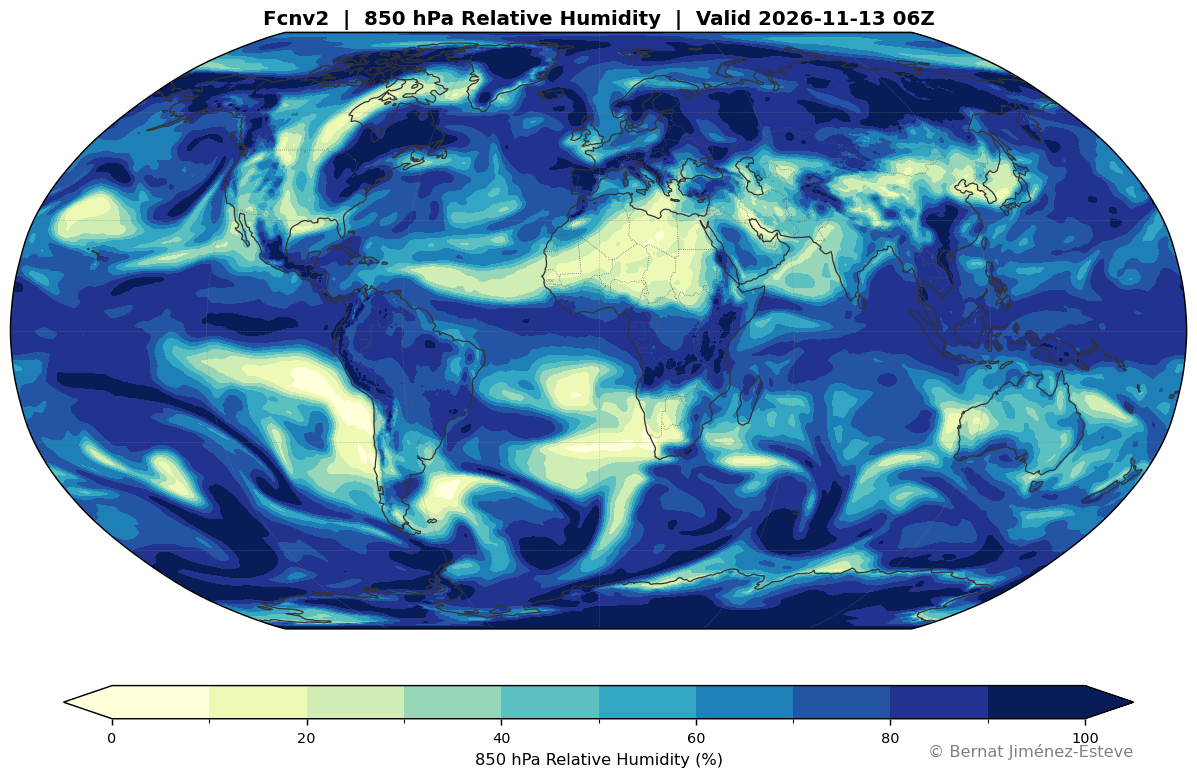 Fcnv2 | 850 hPa Relative Humidity | Valid 2026-11-13 06Z
0 20 40 60 80 100
850 hPa Relative Humidity (%)
© Bernat Jiménez-Esteve